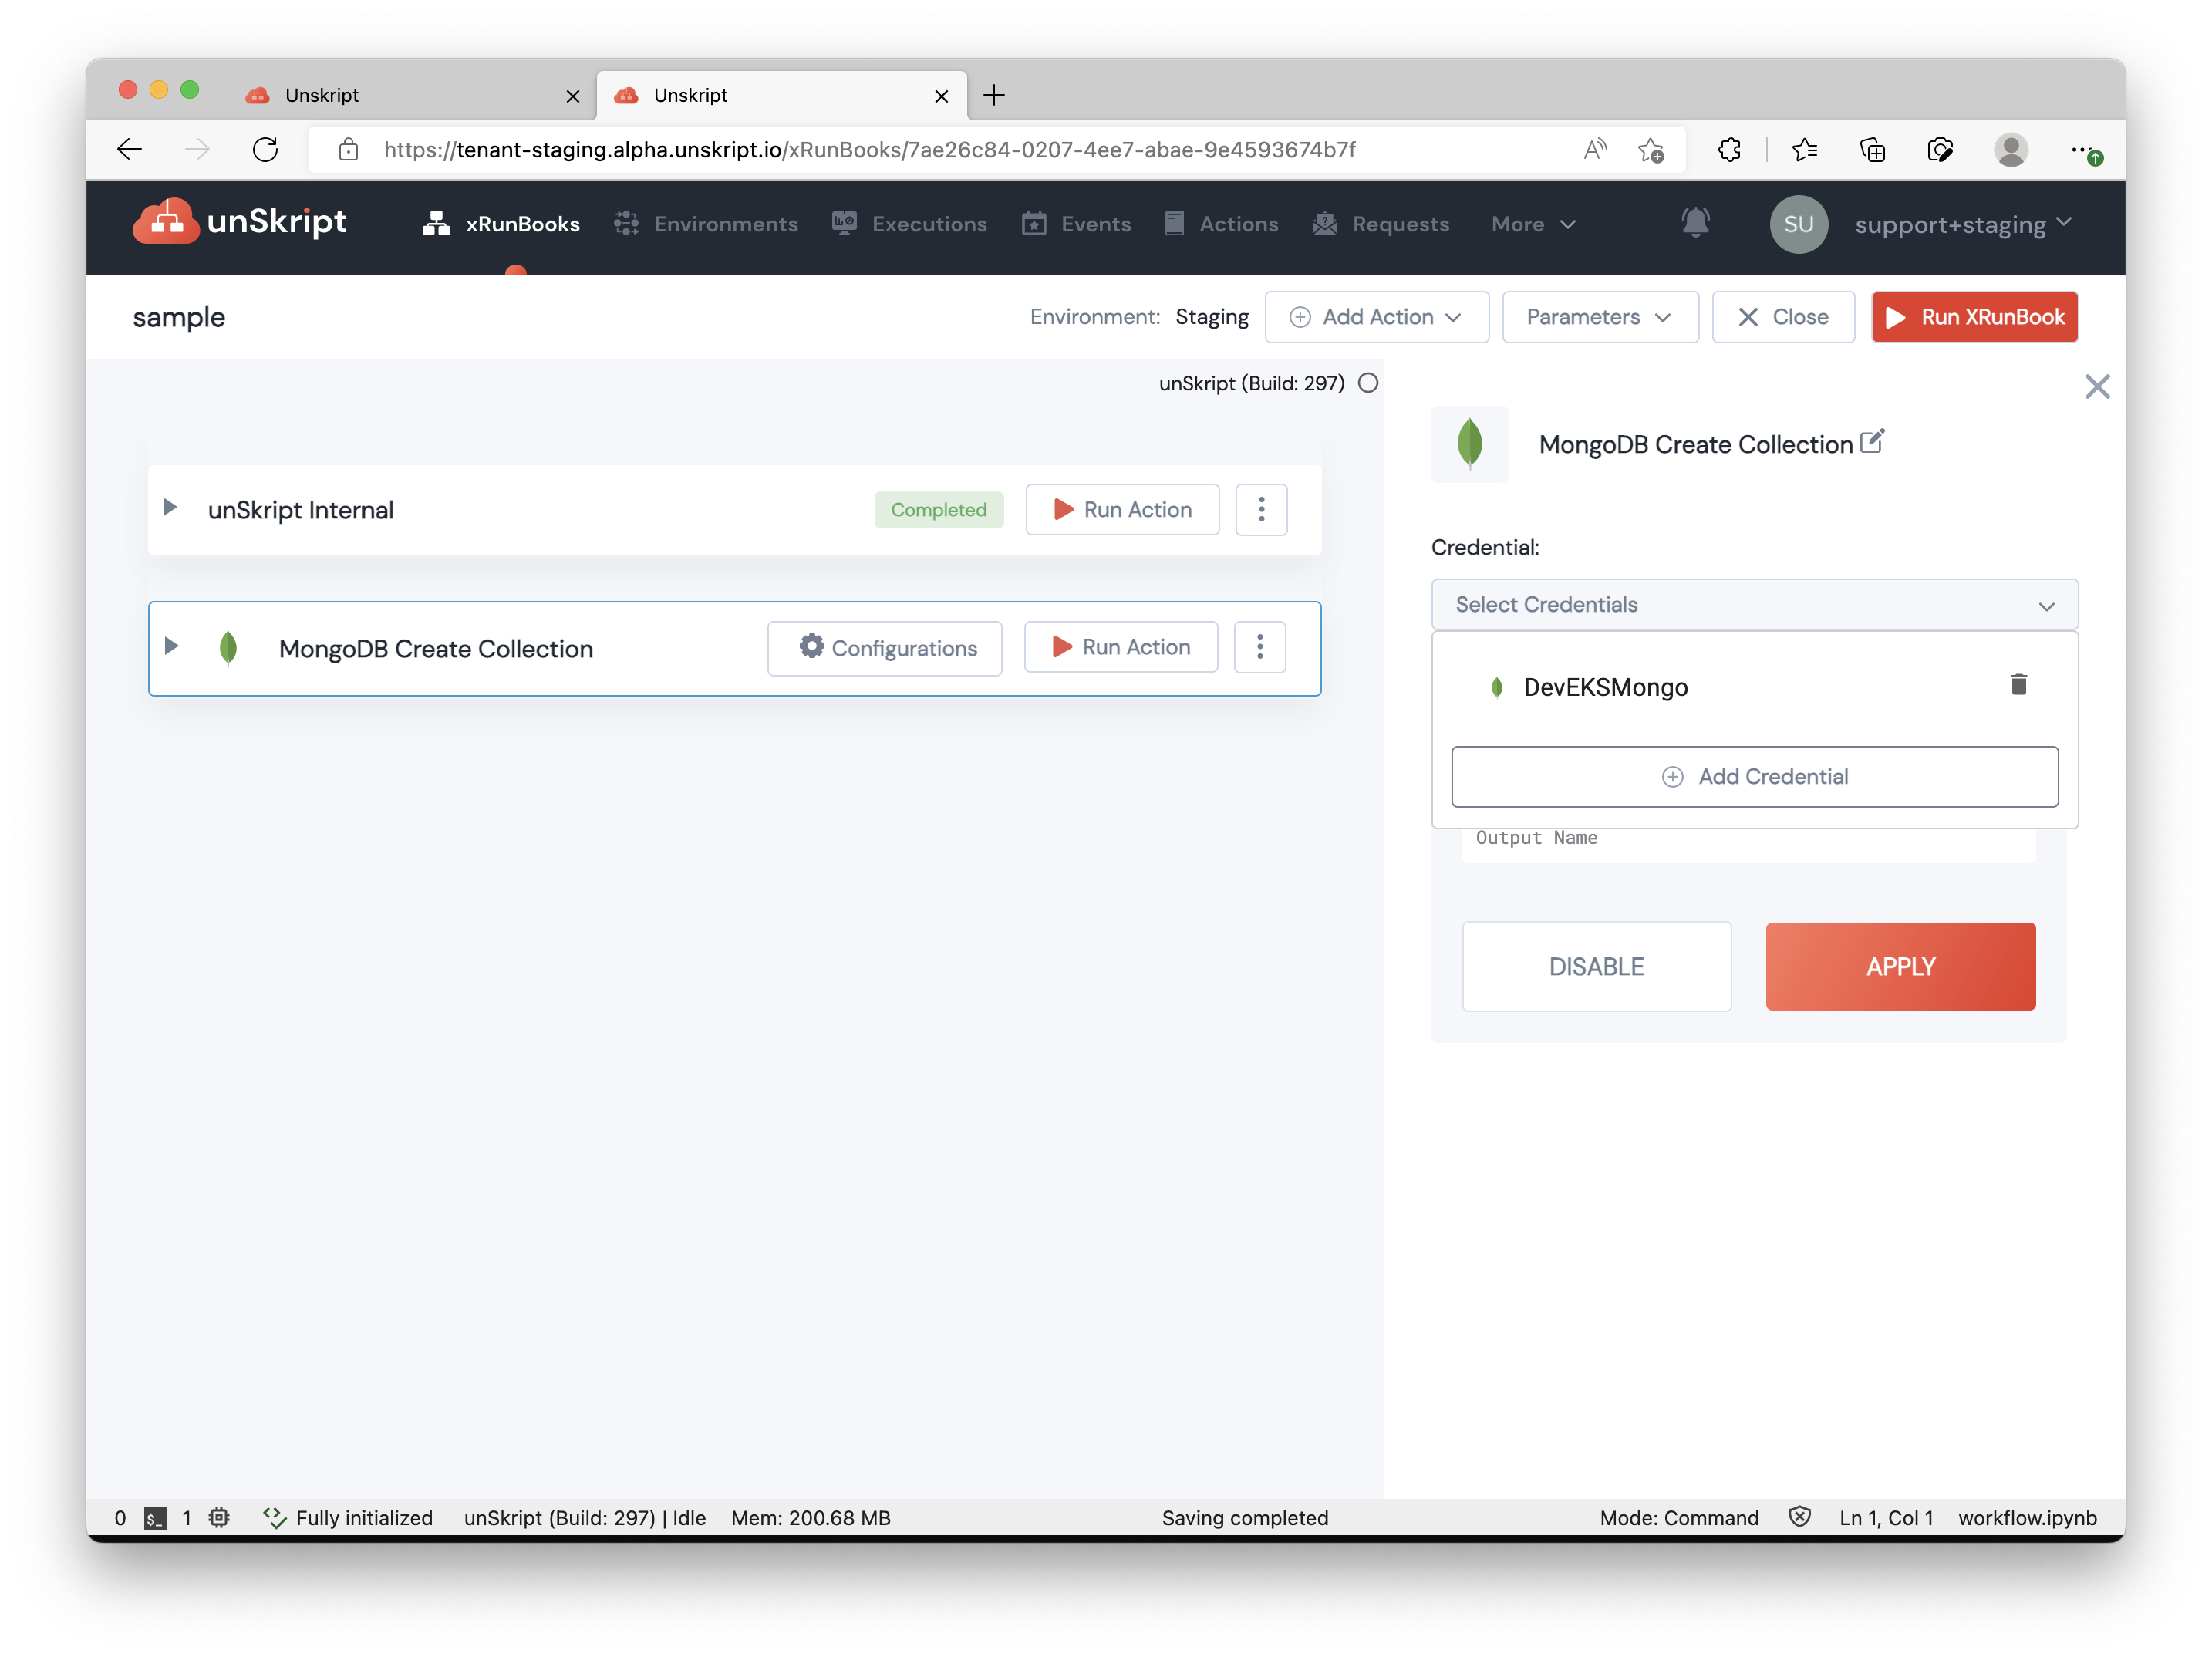 Unskript
Unskript
https://tenant-staging.alpha.unskript.io/xRunBooks/7ae26c84-0207-4ee7-abae-9e4593674b7f
unSkript
xRunBooks
Environments
Executions
Events
Actions
Requests
More
SU
support+staging
sample
Environment: Staging
Add Action
Parameters
Close
Run XRunBook
unSkript (Build: 297)
MongoDB Create Collection
unSkript Internal
Completed
Run Action
Credential:
Select Credentials
MongoDB Create Collection
Configurations
Run Action
DevEKSMongo
Add Credential
Output Name
DISABLE
APPLY
0
$_
1
Fully initialized
unSkript (Build: 297) | Idle
Mem: 200.68 MB
Saving completed
Mode: Command
Ln 1, Col 1
workflow.ipynb